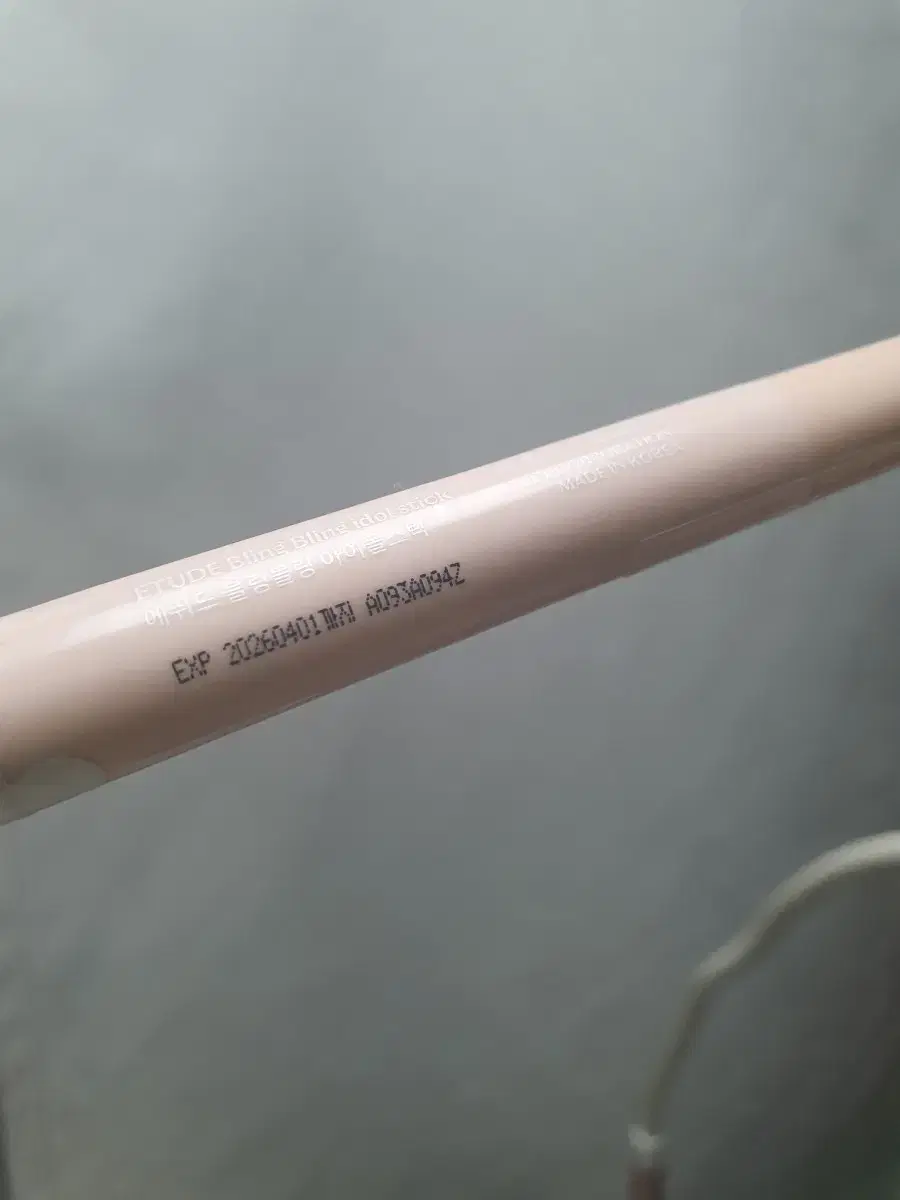 ETUDE Bling Bling idol stick
에뛰드 블링블링 아이돌스틱
EXP 20260401까지 A093A094Z
MADE IN KOREA